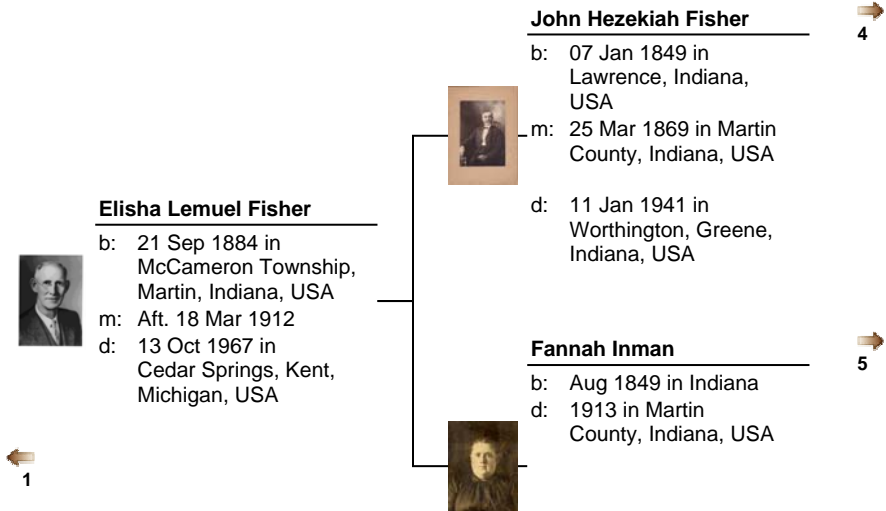 John Hezekiah Fisher
4
b: 07 Jan 1849 in
Lawrence, Indiana,
USA
m: 25 Mar 1869 in Martin
County, Indiana, USA
d: 11 Jan 1941 in
Worthington, Greene,
Indiana, USA
Elisha Lemuel Fisher
b: 21 Sep 1884 in
McCameron Township,
Martin, Indiana, USA
m: Aft. 18 Mar 1912
d: 13 Oct 1967 in
Cedar Springs, Kent,
Michigan, USA
Fannah Inman
5
b: Aug 1849 in Indiana
d: 1913 in Martin
County, Indiana, USA
1